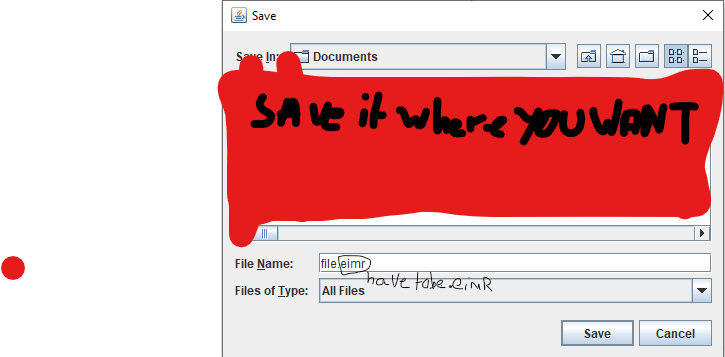 Save
Save In: Documents
SAVE it where YOU WANT
File Name: file.eimr
have to be .eimR
Files of Type: All Files
Save Cancel